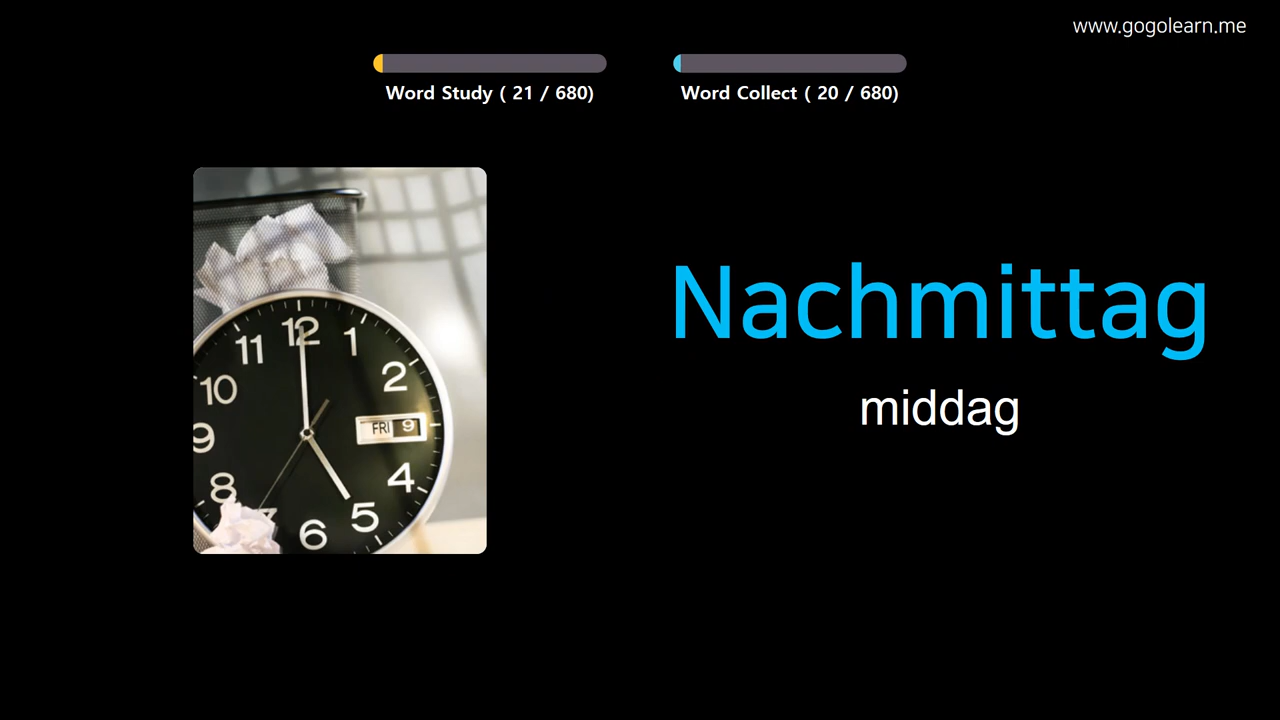 www.gogolearn.me
Word Study ( 21 / 680)
Word Collect ( 20 / 680)
12
11
1
10
2
9
FRI 9
8
4
7
5
6
Nachmittag
middag